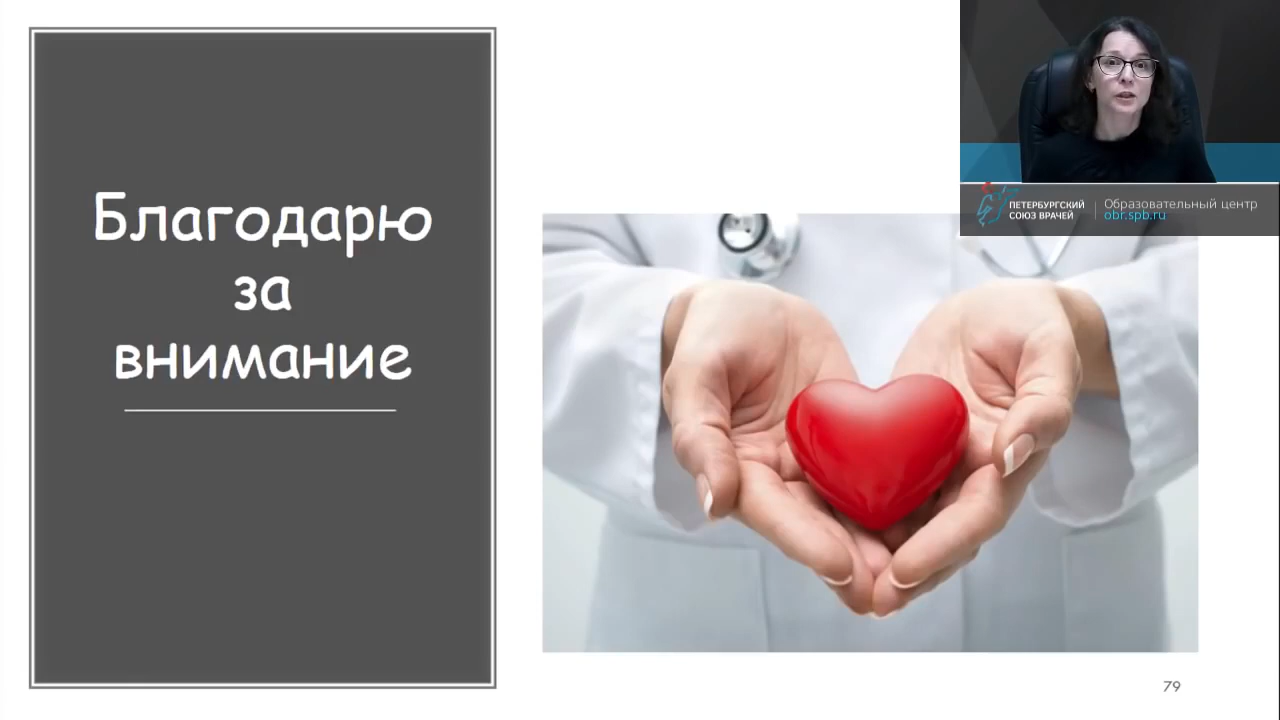 Благодарю
за
внимание
ПЕТЕРБУРГСКИЙ
СОЮЗ ВРАЧЕЙ
Образовательный центр
obr.spb.ru
79